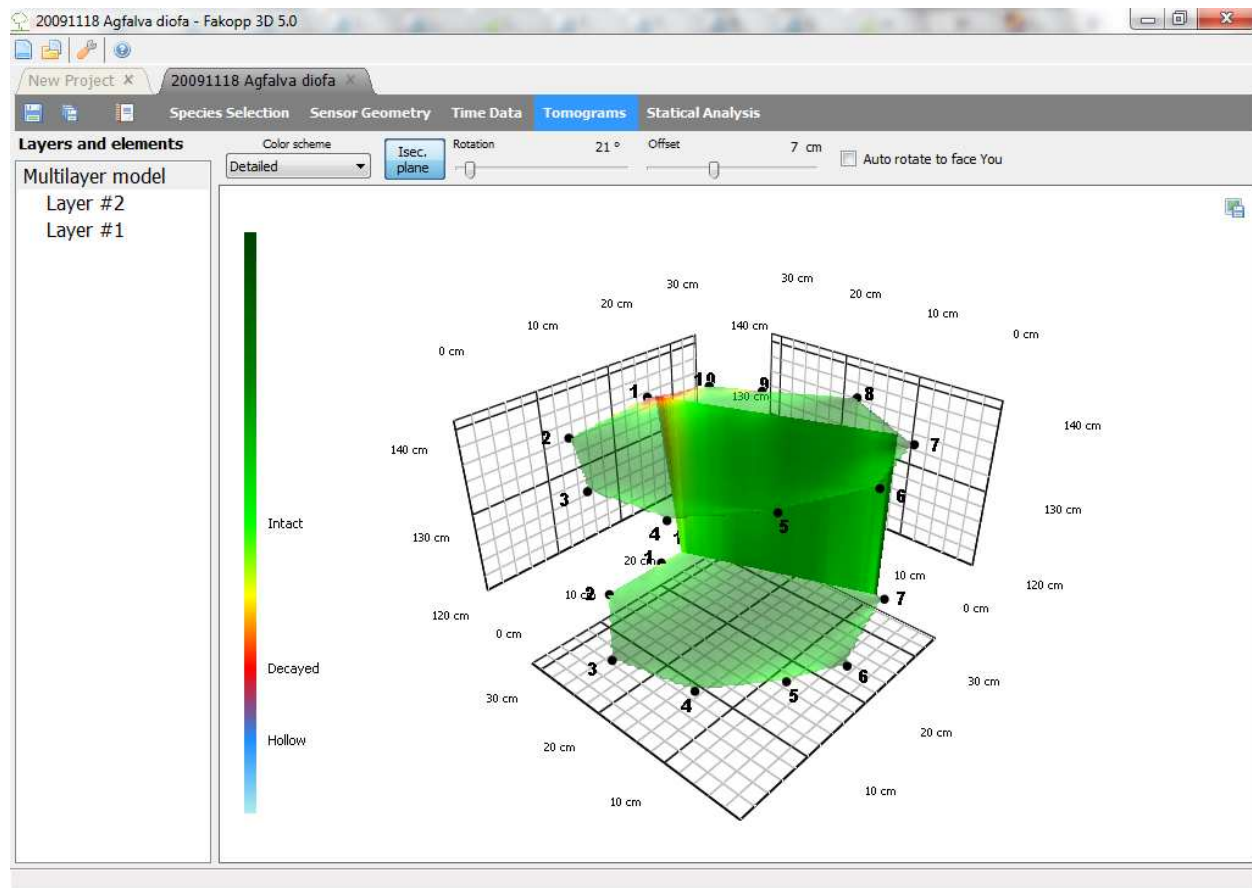 20091118 Agfalva diofa - Fakopp 3D 5.0
New Project
20091118 Agfalva diofa
Species Selection
Sensor Geometry
Time Data
Tomograms
Statical Analysis
Layers and elements
Multilayer model
Layer #2
Layer #1
Color scheme
Detailed
Isec.
plane
Rotation 21 °
Offset 7 cm
Auto rotate to face You
Intact
Decayed
Hollow
30 cm
30 cm
20 cm
20 cm
10 cm
10 cm
0 cm
0 cm
140 cm
130 cm
140 cm
140 cm
130 cm
130 cm
120 cm
120 cm
1
10
9
8
2
7
3
6
4
5
1
1
20 cm
2
10 cm
10 cm
7
0 cm
0 cm
3
6
4
5
30 cm
30 cm
20 cm
20 cm
10 cm
10 cm